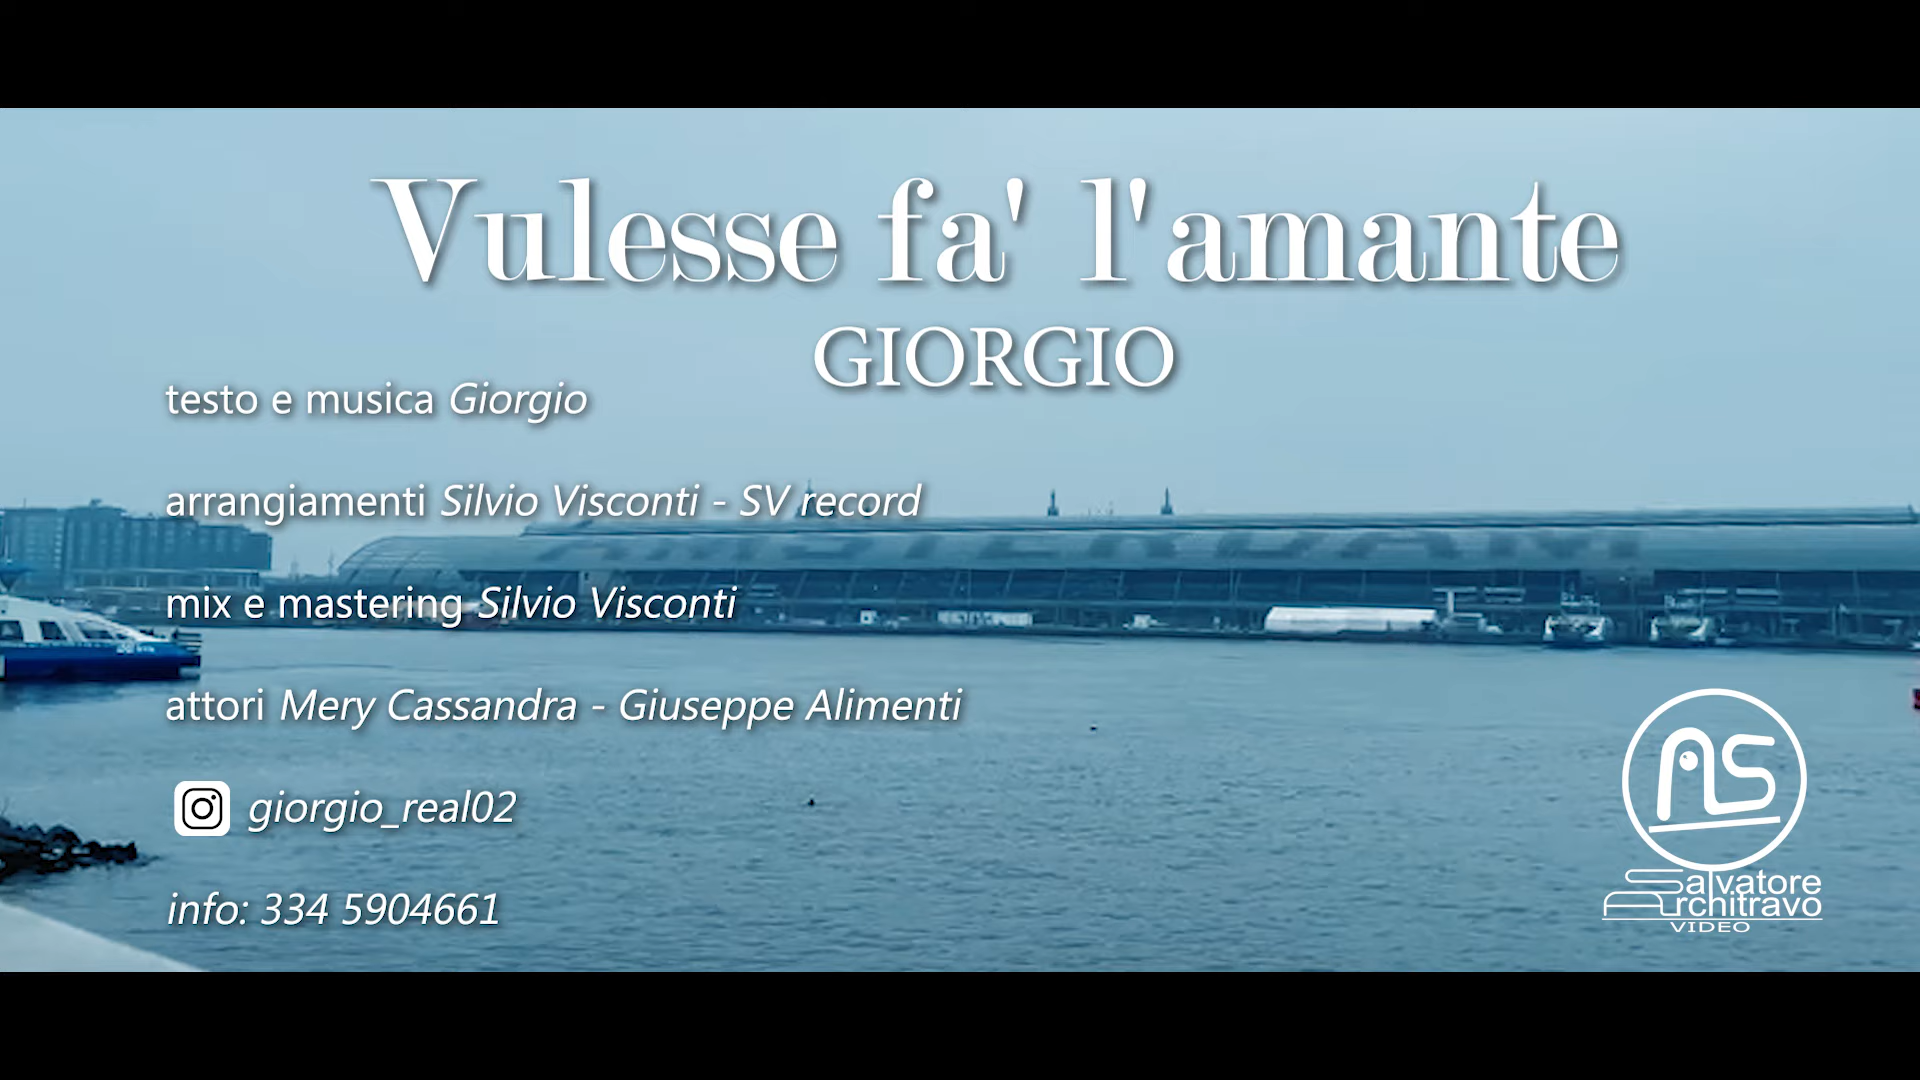 Vulesse fa' l'amante
GIORGIO
testo e musica Giorgio
arrangiamenti Silvio Visconti - SV record
mix e mastering Silvio Visconti
attori Mery Cassandra - Giuseppe Alimenti
giorgio_real02
info: 334 5904661
AS
Salvatore
Architravo
VIDEO
AMSTERDAM